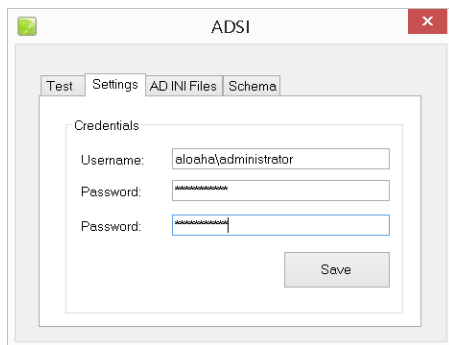 ADSI
Test Settings AD INI Files Schema
Credentials
Username: aloaha\administrator
Password: ***********
Password: ***********
Save